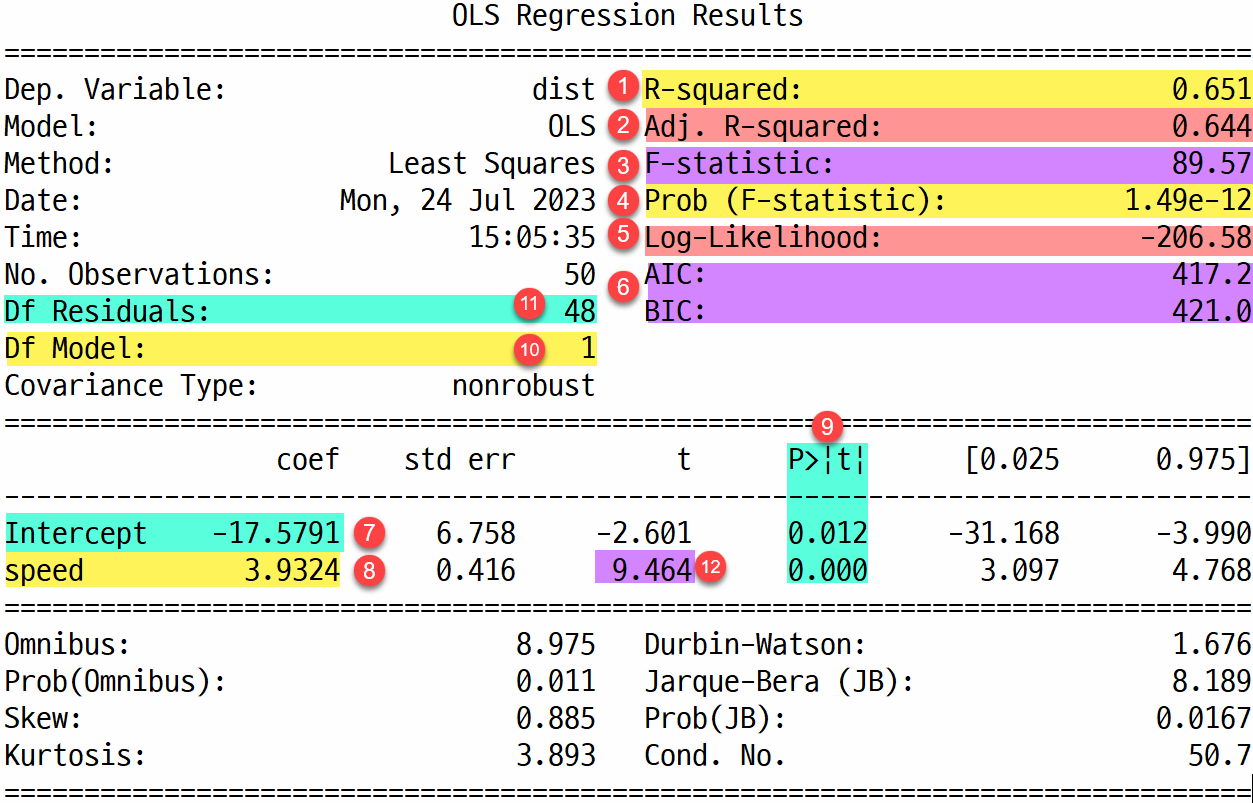 OLS Regression Results
==============================================================================
Dep. Variable: dist 1 R-squared: 0.651
Model: OLS 2 Adj. R-squared: 0.644
Method: Least Squares 3 F-statistic: 89.57
Date: Mon, 24 Jul 2023 4 Prob (F-statistic): 1.49e-12
Time: 15:05:35 5 Log-Likelihood: -206.58
No. Observations: 50 6 AIC: 417.2
Df Residuals: 11 48 BIC: 421.0
Df Model: 10 1
Covariance Type: nonrobust
==============================================================================
9
coef std err t P>¦t¦ [0.025 0.975]
------------------------------------------------------------------------------
Intercept -17.5791 7 6.758 -2.601 0.012 -31.168 -3.990
speed 3.9324 8 0.416 9.464 12 0.000 3.097 4.768
==============================================================================
Omnibus: 8.975 Durbin-Watson: 1.676
Prob(Omnibus): 0.011 Jarque-Bera (JB): 8.189
Skew: 0.885 Prob(JB): 0.0167
Kurtosis: 3.893 Cond. No. 50.7
==============================================================================